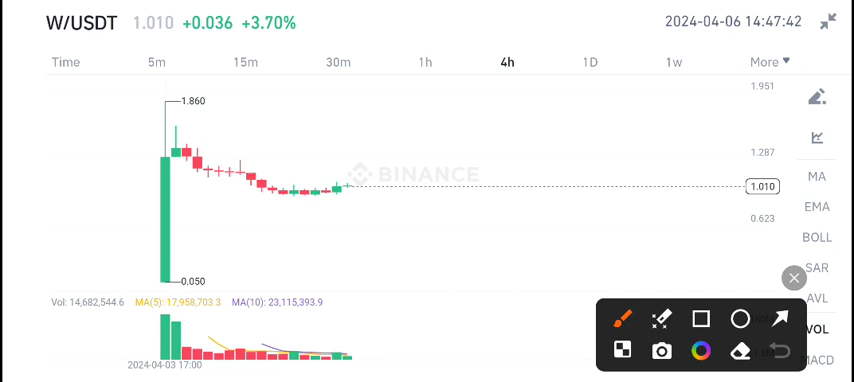 W/USDT 1.010 +0.036 +3.70% 2024-04-06 14:47:42
Time 5m 15m 30m 1h 4h 1D 1w More
1.951
1.860
1.287
BINANCE
MA
1.010
EMA
0.623
BOLL
SAR
0.050
AVL
Vol: 14,682,544.6 MA(5): 17,958,703.3 MA(10): 23,115,393.9
VOL
MACD
2024-04-03 17:00